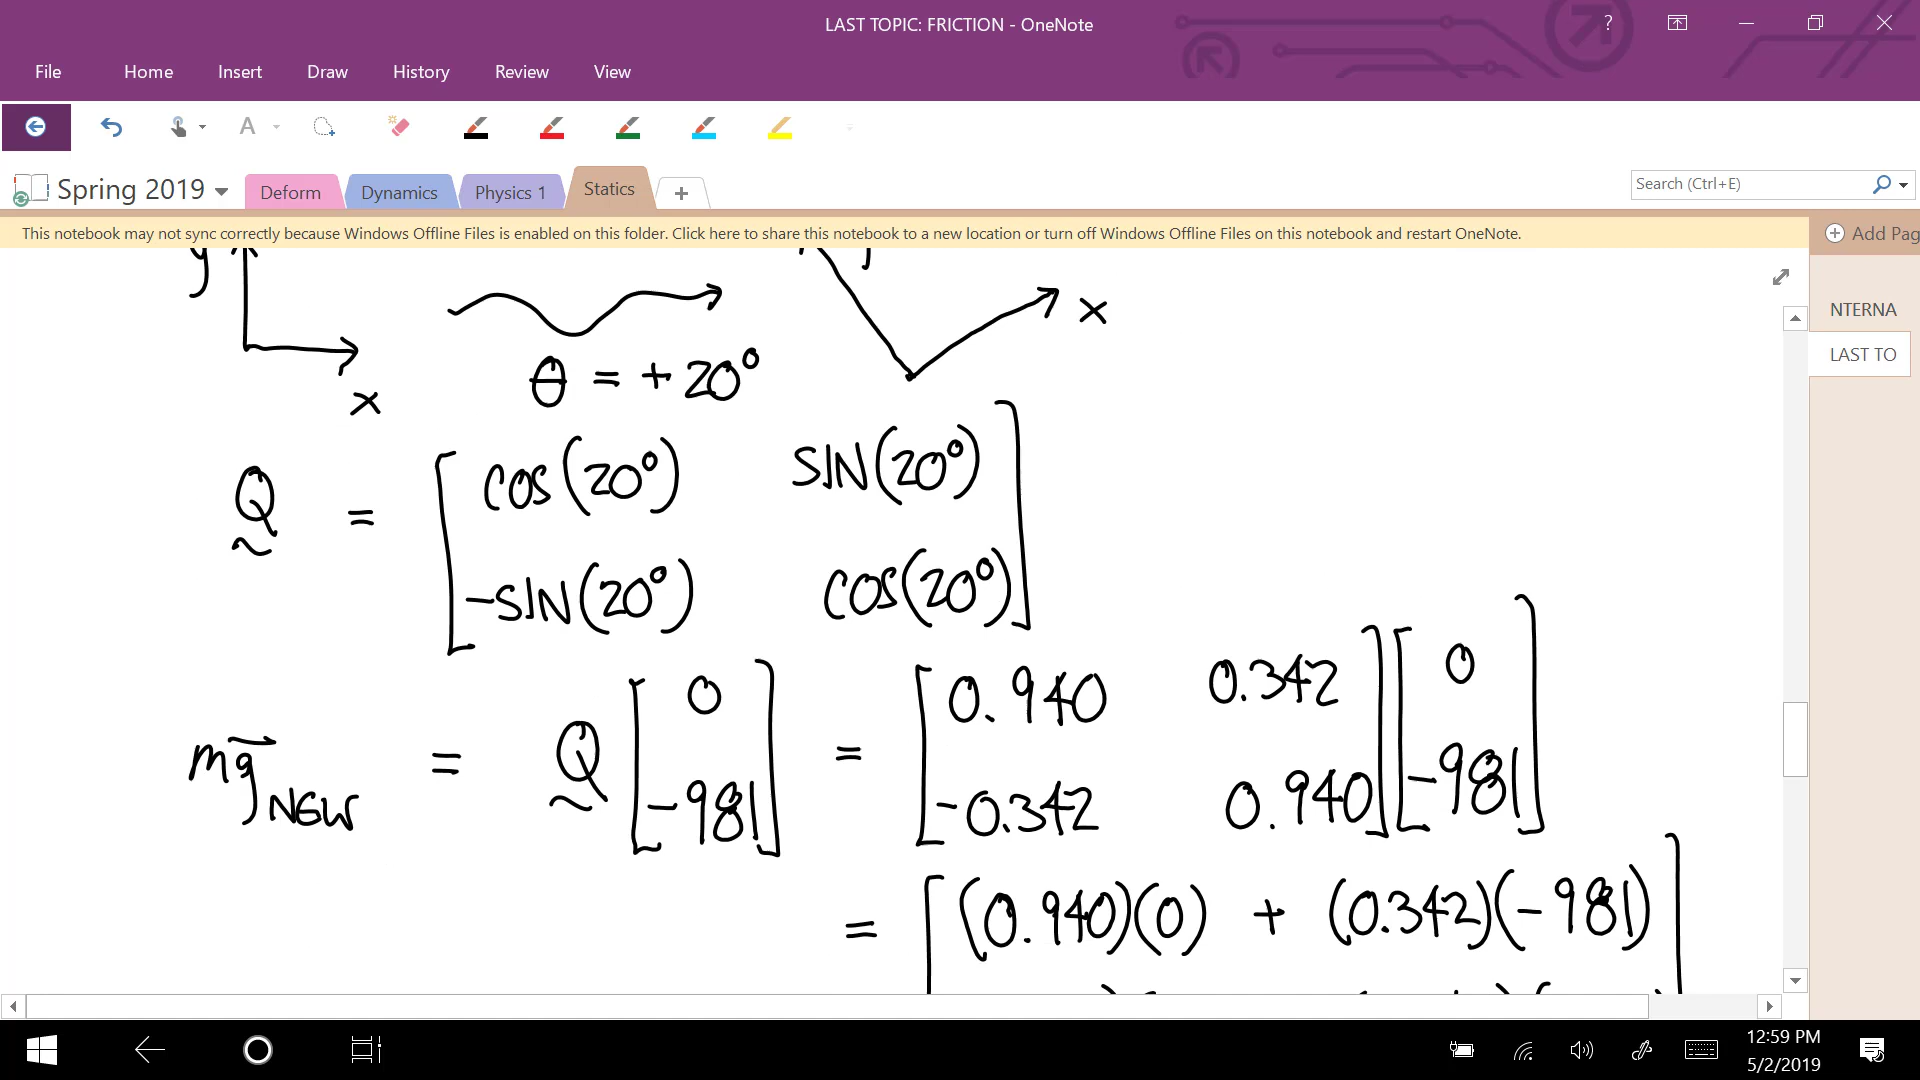 LAST TOPIC: FRICTION - OneNote
?
File Home Insert Draw History Review View
A
Spring 2019 Deform Dynamics Physics 1 Statics + Search (Ctrl+E)
This notebook may not sync correctly because Windows Offline Files is enabled on this folder. Click here to share this notebook to a new location or turn off Windows Offline Files on this notebook and restart OneNote.
Add Pag
NTERNA
LAST TO
y
x
θ = +20°
x
Q = [ COS(20°) SIN(20°)
-SIN(20°) COS(20°) ]
mg NEW = Q [ 0 -981 ] = [ 0.940 0.342
-0.342 0.940 ] [ 0 -981 ]
= [ (0.940)(0) + (0.342)(-981) ]
12:59 PM
5/2/2019